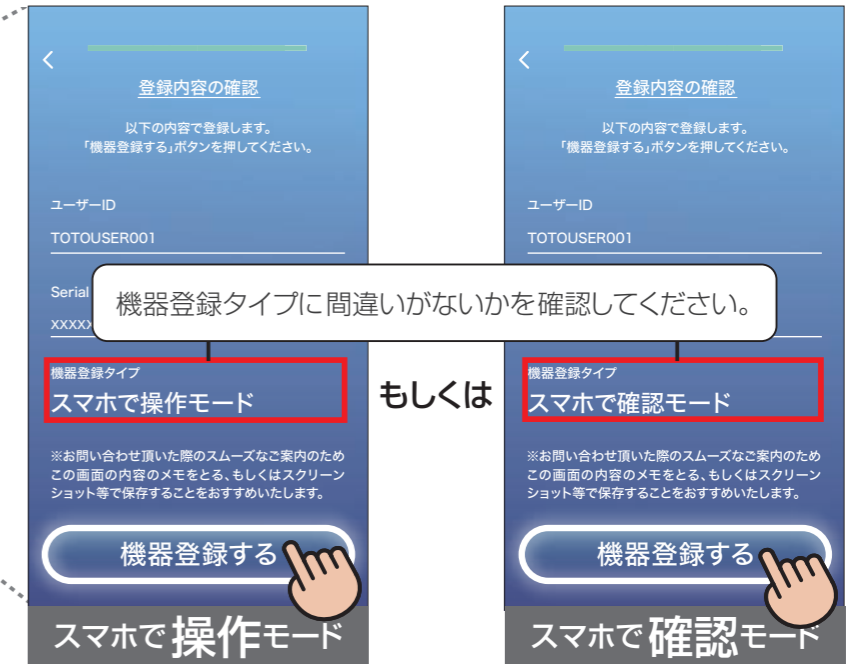 登録内容の確認
以下の内容で登録します。
「機器登録する」ボタンを押してください。
ユーザーID
TOTOUSER001
Serial
XXXXX
機器登録タイプ
スマホで操作モード
※お問い合わせ頂いた際のスムーズなご案内のため
この画面の内容のメモをとる、もしくはスクリーン
ショット等で保存することをおすすめいたします。
機器登録する
スマホで操作モード
機器登録タイプに間違いがないかを確認してください。
もしくは
登録内容の確認
以下の内容で登録します。
「機器登録する」ボタンを押してください。
ユーザーID
TOTOUSER001
機器登録タイプ
スマホで確認モード
※お問い合わせ頂いた際のスムーズなご案内のため
この画面の内容のメモをとる、もしくはスクリーン
ショット等で保存することをおすすめいたします。
機器登録する
スマホで確認モード